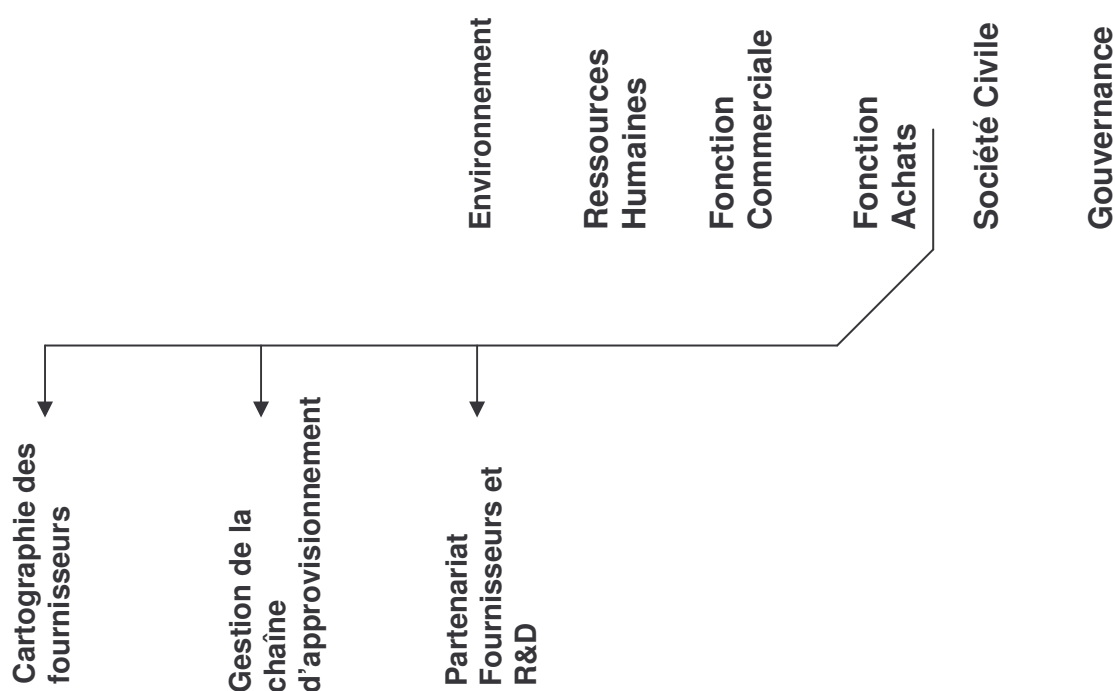 Cartographie des
fournisseurs
Gestion de la
chaîne
d’approvisionnement
Partenariat
Fournisseurs et
R&D
Environnement
Ressources
Humaines
Fonction
Commerciale
Fonction
Achats
Société Civile
Gouvernance